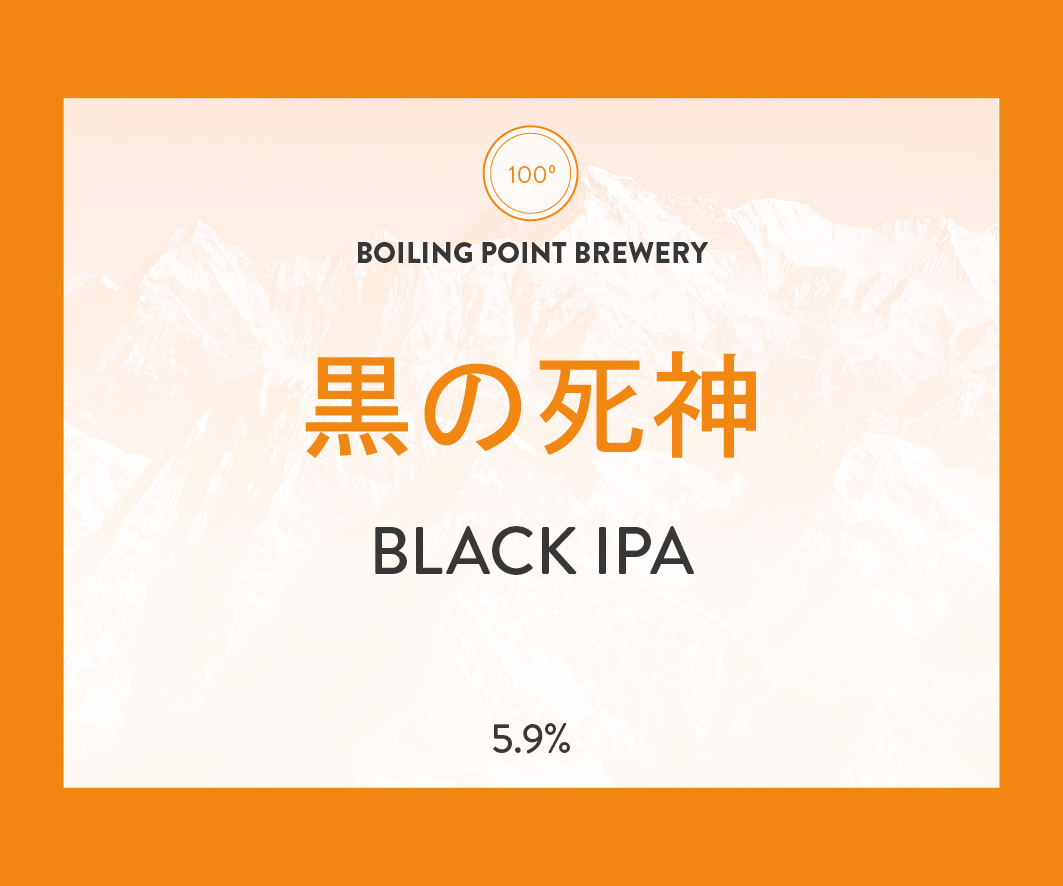 100°
BOILING POINT BREWERY
黒の死神
BLACK IPA
5.9%